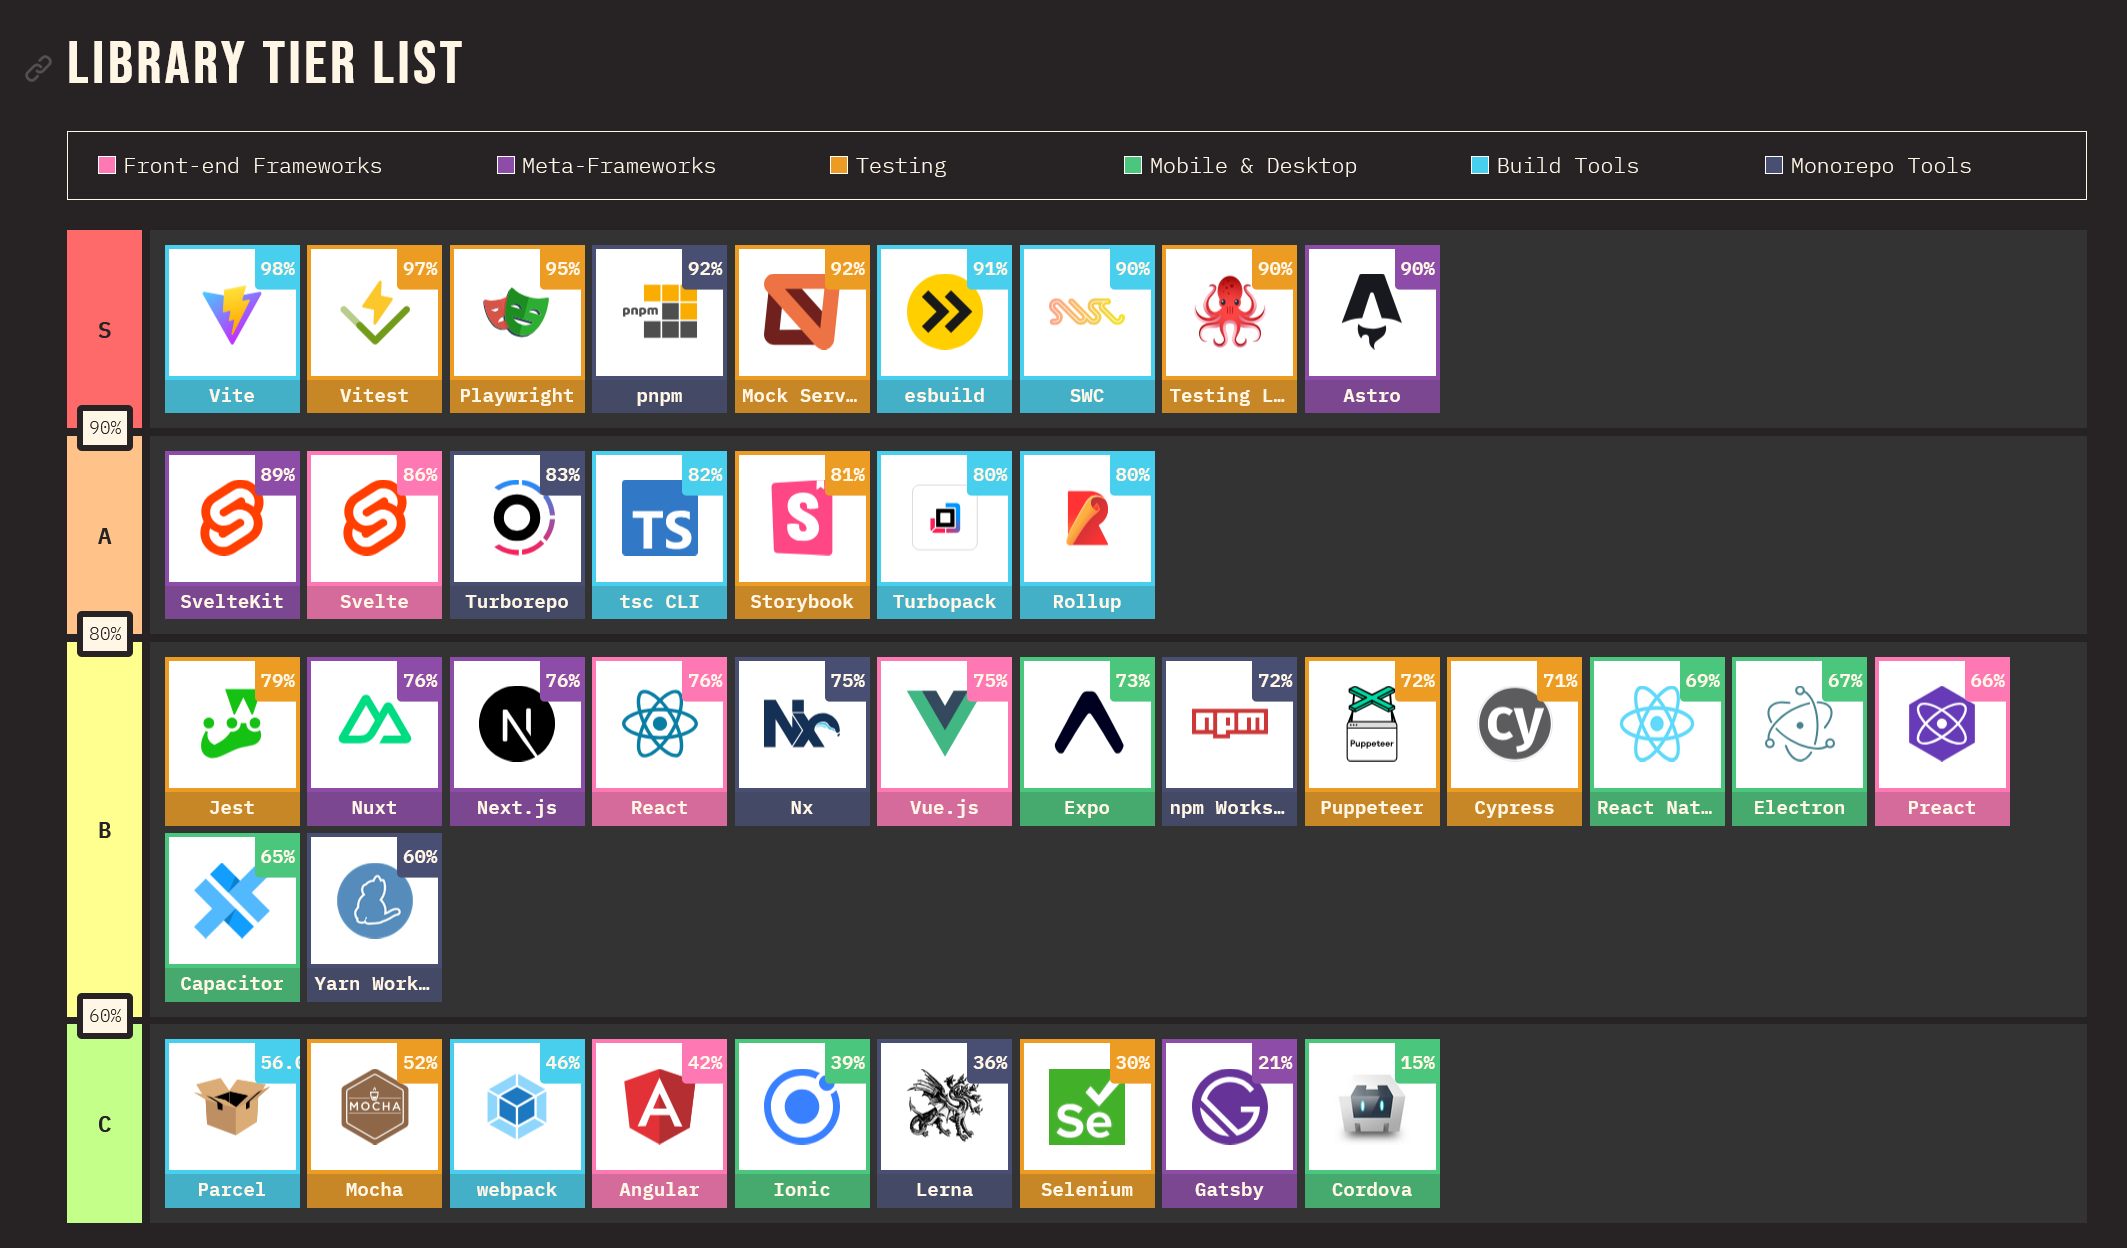 LIBRARY TIER LIST
Front-end Frameworks Meta-Frameworks Testing Mobile & Desktop Build Tools Monorepo Tools
S
98% 97% 95% 92% 92% 91% 90% 90% 90%
pnpm
Vite Vitest Playwright pnpm Mock Serv… esbuild SWC Testing L… Astro
90%
A
89% 86% 83% 82% 81% 80% 80%
TS S
SvelteKit Svelte Turborepo tsc CLI Storybook Turbopack Rollup
80%
B
79% 76% 76% 76% 75% 75% 73% 72% 72% 71% 69% 67% 66%
N Nx npm Puppeteer cy
Jest Nuxt Next.js React Nx Vue.js Expo npm Works… Puppeteer Cypress React Nat… Electron Preact
65% 60%
Capacitor Yarn Work…
60%
C
56.0 52% 46% 42% 39% 36% 30% 21% 15%
MOCHA A Se G
Parcel Mocha webpack Angular Ionic Lerna Selenium Gatsby Cordova